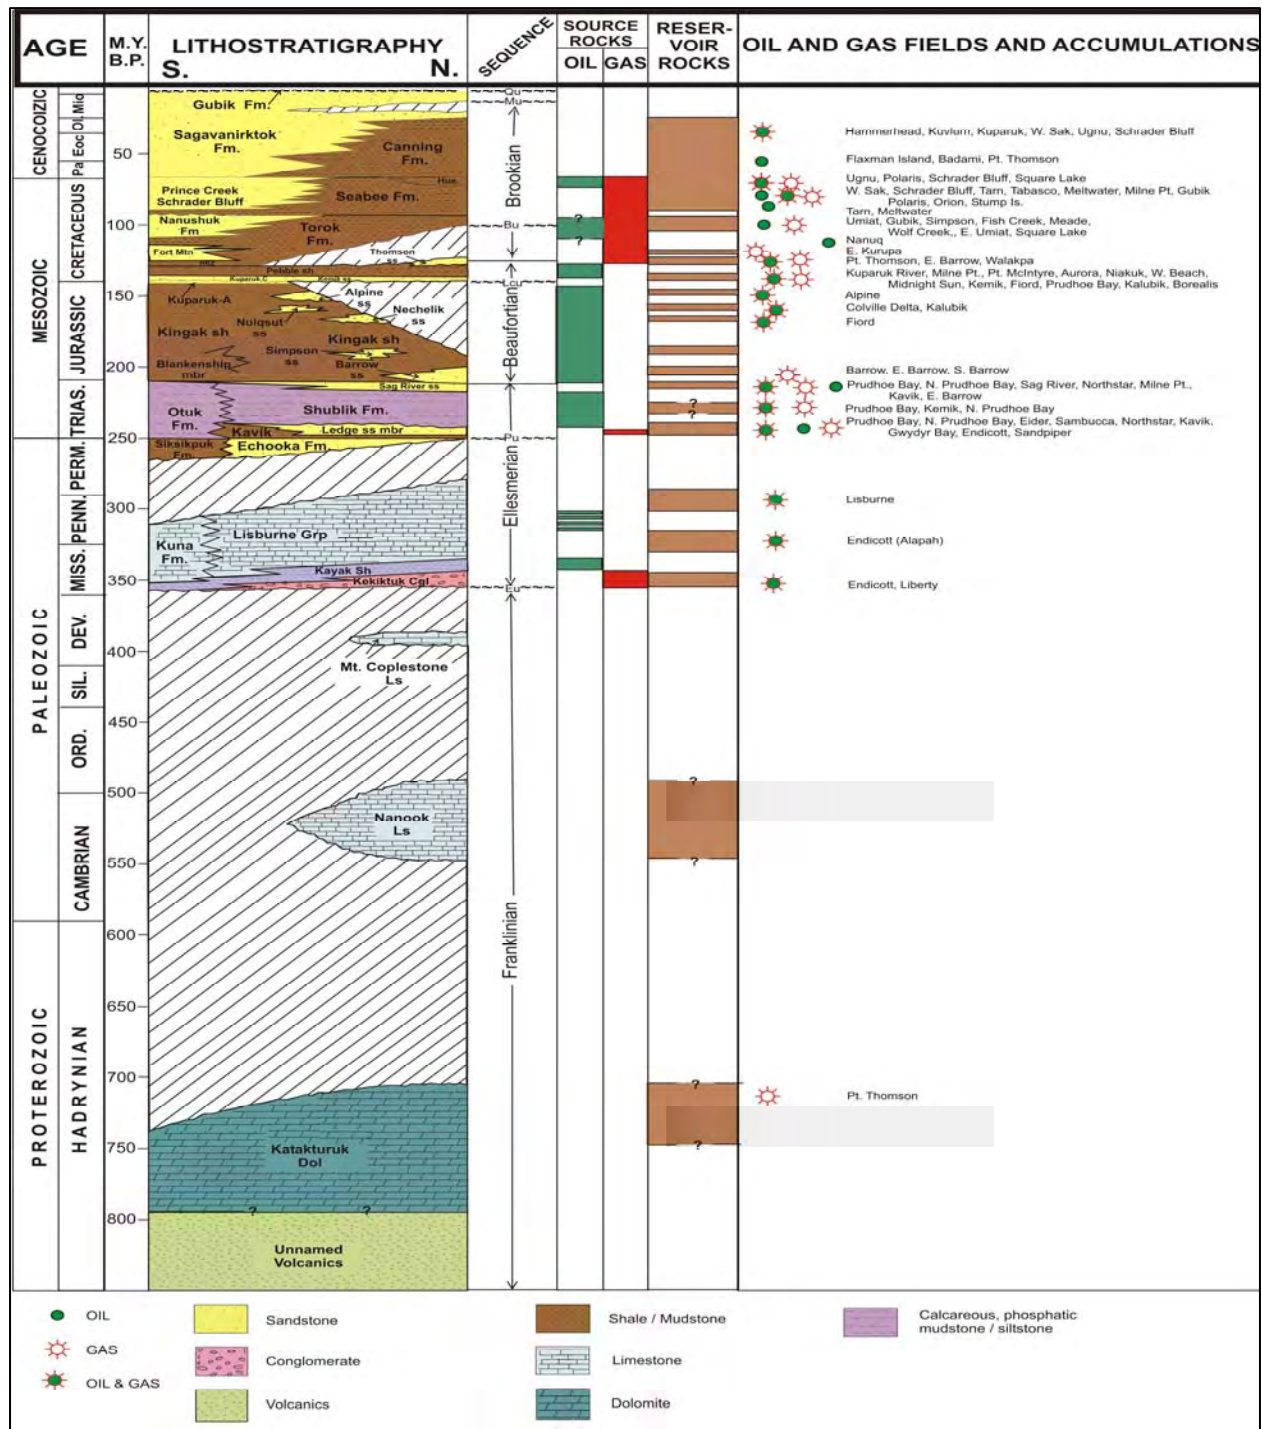 AGE
M.Y.
B.P.
LITHOSTRATIGRAPHY
S. N.
SEQUENCE
SOURCE
ROCKS
OIL GAS
RESER-
VOIR
ROCKS
OIL AND GAS FIELDS AND ACCUMULATIONS
CENOCOIZIC
Pa Eoc Ol. Mio
MESOZOIC
CRETACEOUS
JURASSIC
TRIAS.
PALEOZOIC
PERM.
PENN.
MISS.
DEV.
SIL.
ORD.
CAMBRIAN
PROTEROZOIC
HADRYNIAN
50
100
150
200
250
300
350
400
450
500
550
600
650
700
750
800
Gubik Fm.
Sagavanirktok
Fm.
Canning
Fm.
Hue
Prince Creek
Schrader Bluff
Seabee Fm.
Nanushuk
Fm
Torok
Fm.
Fort Mtn
Thomson
ss
Pebble sh
Kuparuk C
Kemik ss
Kuparuk-A
Alpine
ss
Nuiqsut
ss
Nechelik
ss
Kingak sh
Kingak sh
Simpson
ss
Blankenship
mbr
Barrow
ss
Sag River ss
Otuk
Fm.
Shublik Fm.
Kavik
Ledge ss mbr
Siksikpuk
Fm.
Echooka Fm.
Lisburne Grp
Kuna
Fm.
Kayak Sh
Kekiktuk Cgl
Mt. Coplestone
Ls
Nanook
Ls
Katakturuk
Dol
? ?
Unnamed
Volcanics
Qu
Mu
Brookian
Bu
Beaufortian
Ellesmerian
Pu
Eu
Franklinian
?
?
?
?
?
?
?
?
Hammerhead, Kuvlum, Kuparuk, W. Sak, Ugnu, Schrader Bluff
Flaxman Island, Badami, Pt. Thomson
Ugnu, Polaris, Schrader Bluff, Square Lake
W. Sak, Schrader Bluff, Tarn, Tabasco, Meltwater, Milne Pt, Gubik
Polaris, Orion, Stump Is.
Tarn, Meltwater
Umiat, Gubik, Simpson, Fish Creek, Meade,
Wolf Creek,, E. Umiat, Square Lake
Nanuq
E. Kurupa
Pt. Thomson, E. Barrow, Walakpa
Kuparuk River, Milne Pt., Pt. McIntyre, Aurora, Niakuk, W. Beach,
Midnight Sun, Kemik, Fiord, Prudhoe Bay, Kalubik, Borealis
Alpine
Colville Delta, Kalubik
Fiord
Barrow, E. Barrow, S. Barrow
Prudhoe Bay, N. Prudhoe Bay, Sag River, Northstar, Milne Pt.,
Kavik, E. Barrow
Prudhoe Bay, Kemik, N. Prudhoe Bay
Prudhoe Bay, N. Prudhoe Bay, Eider, Sambucca, Northstar, Kavik,
Gwydyr Bay, Endicott, Sandpiper
Lisburne
Endicott (Alapah)
Endicott, Liberty
Pt. Thomson
OIL
GAS
OIL & GAS
Sandstone
Conglomerate
Volcanics
Shale / Mudstone
Limestone
Dolomite
Calcareous, phosphatic
mudstone / siltstone